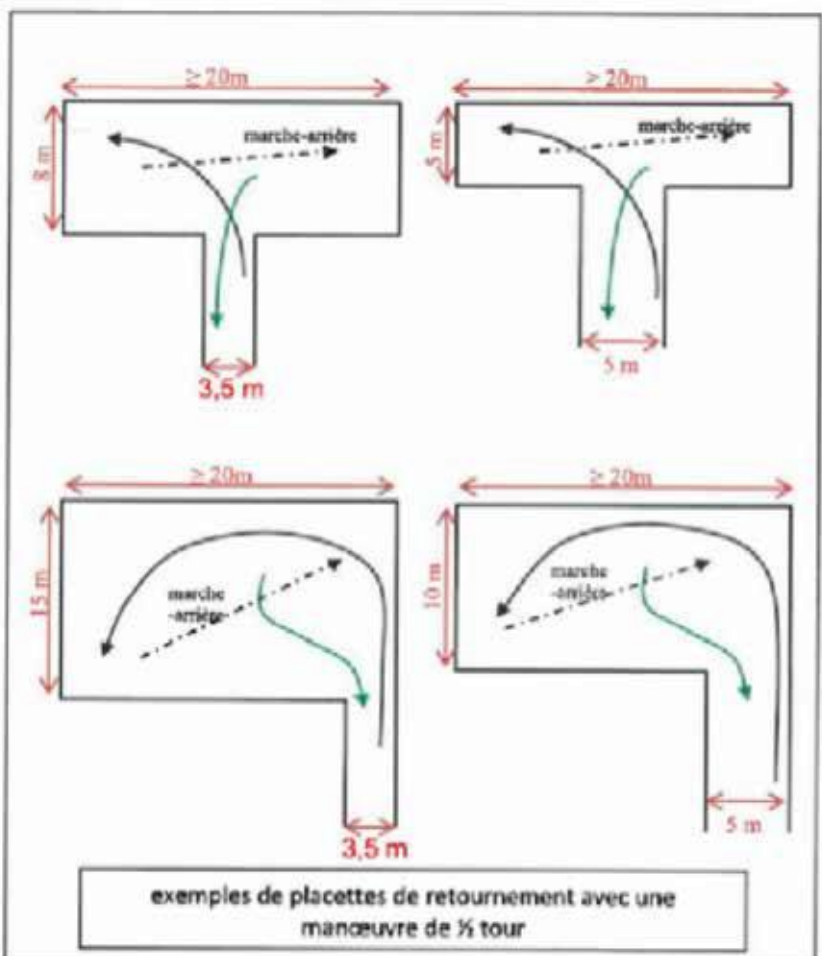 ≥ 20m
marche-arrière
8 m
3,5 m
> 20m
marche-arrière
5 m
5 m
≥ 20m
marche
-arrière
15 m
3,5 m
≥ 20m
marche
-arrière
10 m
5 m
exemples de placettes de retournement avec une
manœuvre de ½ tour